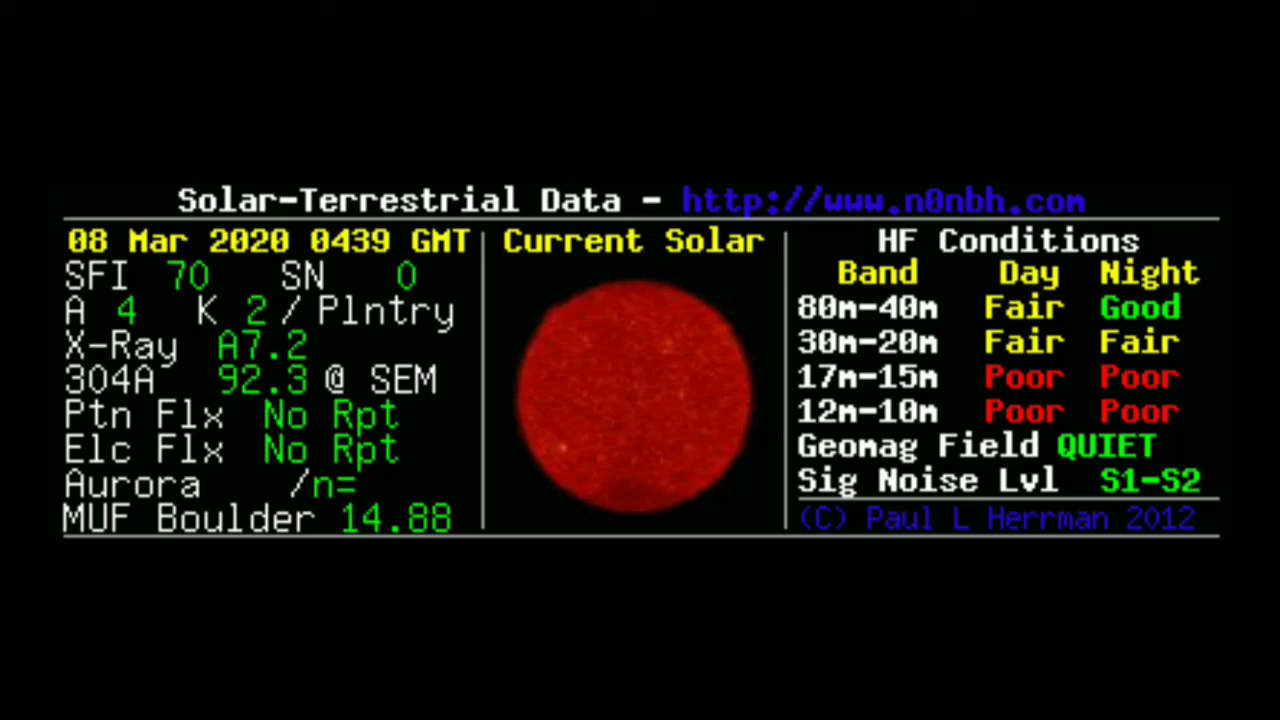 Solar-Terrestrial Data - http://www.n0nbh.com
08 Mar 2020 0439 GMT
SFI 70 SN 0
A 4 K 2 / Plntry
X-Ray A7.2
304A 92.3 @ SEM
Ptn Flx No Rpt
Elc Flx No Rpt
Aurora /n=
MUF Boulder 14.88
Current Solar
HF Conditions
Band Day Night
80m-40m Fair Good
30m-20m Fair Fair
17m-15m Poor Poor
12m-10m Poor Poor
Geomag Field QUIET
Sig Noise Lvl S1-S2
(C) Paul L Herrman 2012